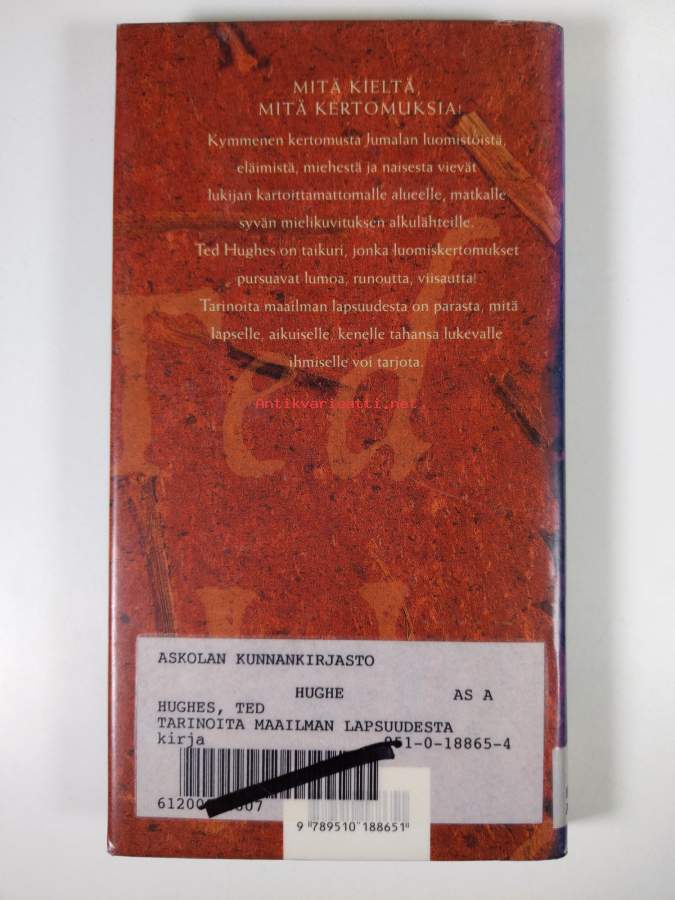 MITÄ KIELTÄ,
MITÄ KERTOMUKSIA!
Kymmenen kertomusta Jumalan luomistöistä,
eläimistä, miehestä ja naisesta vievät
lukijan kartoittamattomalle alueelle, matkalle
syvän mielikuvituksen alkulähteille.
Ted Hughes on taikuri, jonka luomiskertomukset
pursuavat lumoa, runoutta, viisautta!
Tarinoita maailman lapsuudesta on parasta, mitä
lapselle, aikuiselle, kenelle tahansa lukevalle
ihmiselle voi tarjota.
Antikvariaatti.net
Ted
ASKOLAN KUNNANKIRJASTO
HUGHE AS A
HUGHES, TED
TARINOITA MAAILMAN LAPSUUDESTA
kirja 951-0-18865-4
9 789510 188651